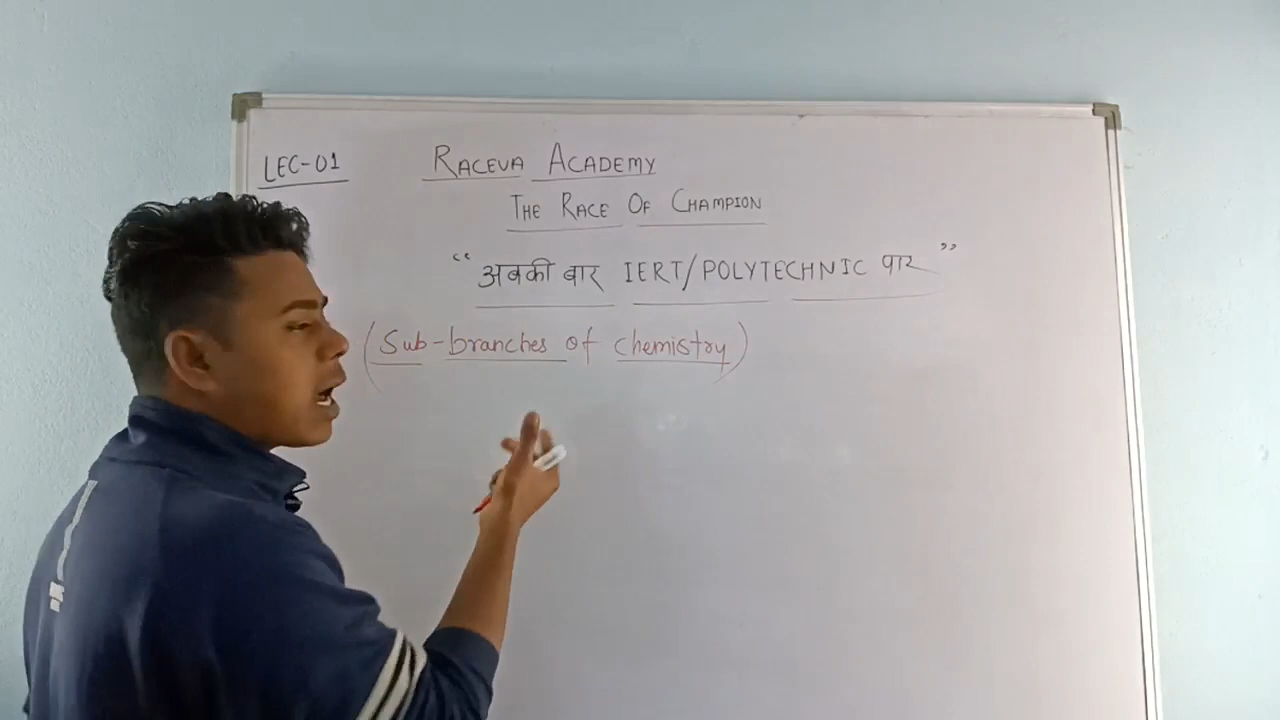 LEC-01
RACEVA ACADEMY
THE RACE OF CHAMPION
“ अबकी बार IERT/POLYTECHNIC पार ”
(Sub-branches of chemistry)